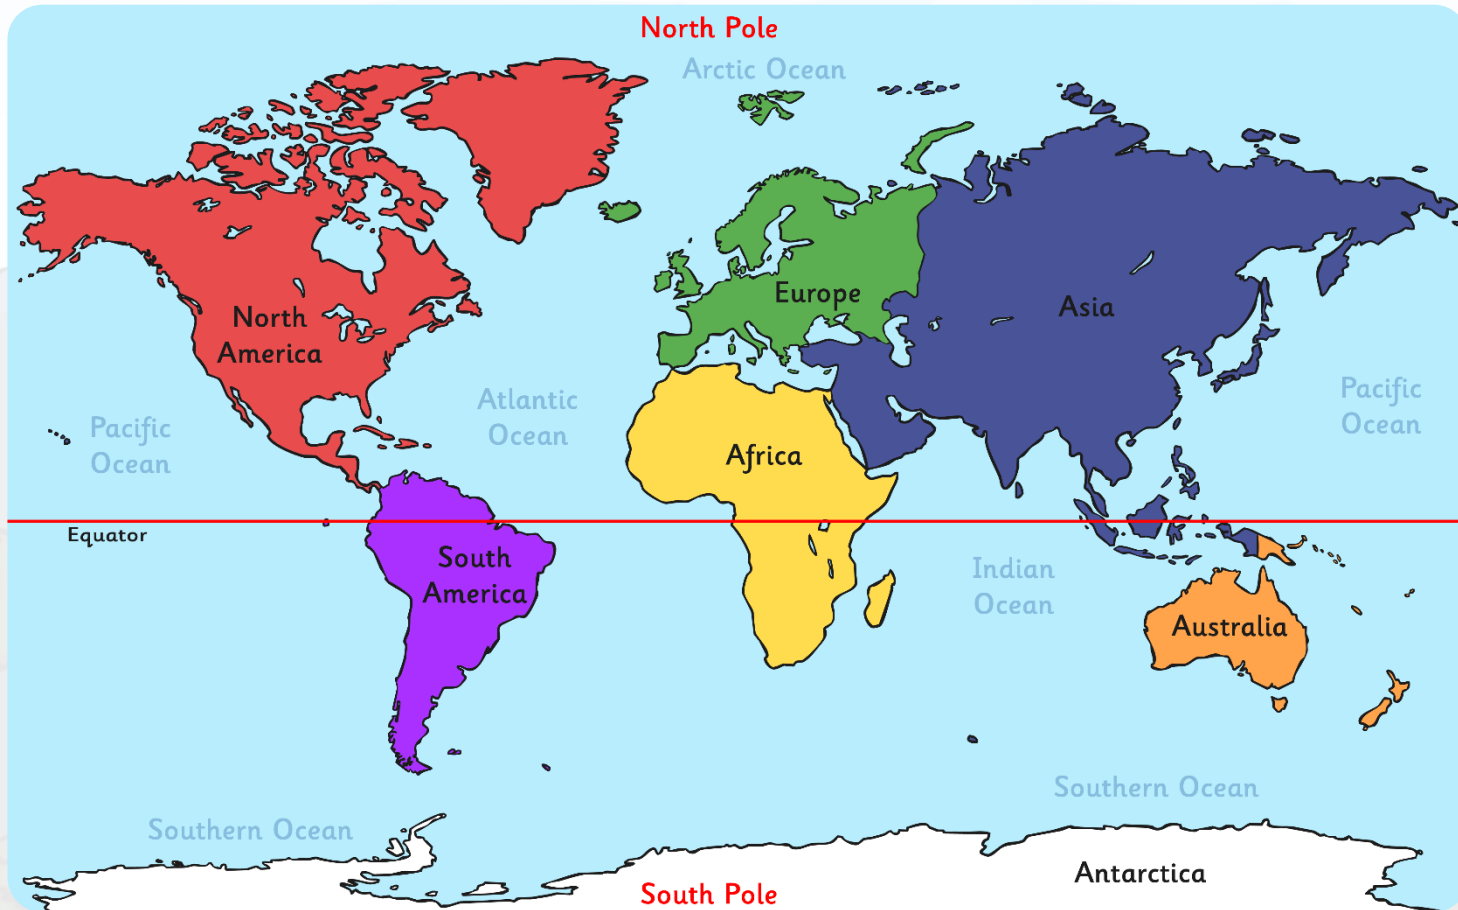 North Pole
Arctic Ocean
North
America
Europe
Asia
Atlantic
Ocean
Pacific
Ocean
Pacific
Ocean
Africa
Equator
South
America
Indian
Ocean
Australia
Southern Ocean
Southern Ocean
Antarctica
South Pole